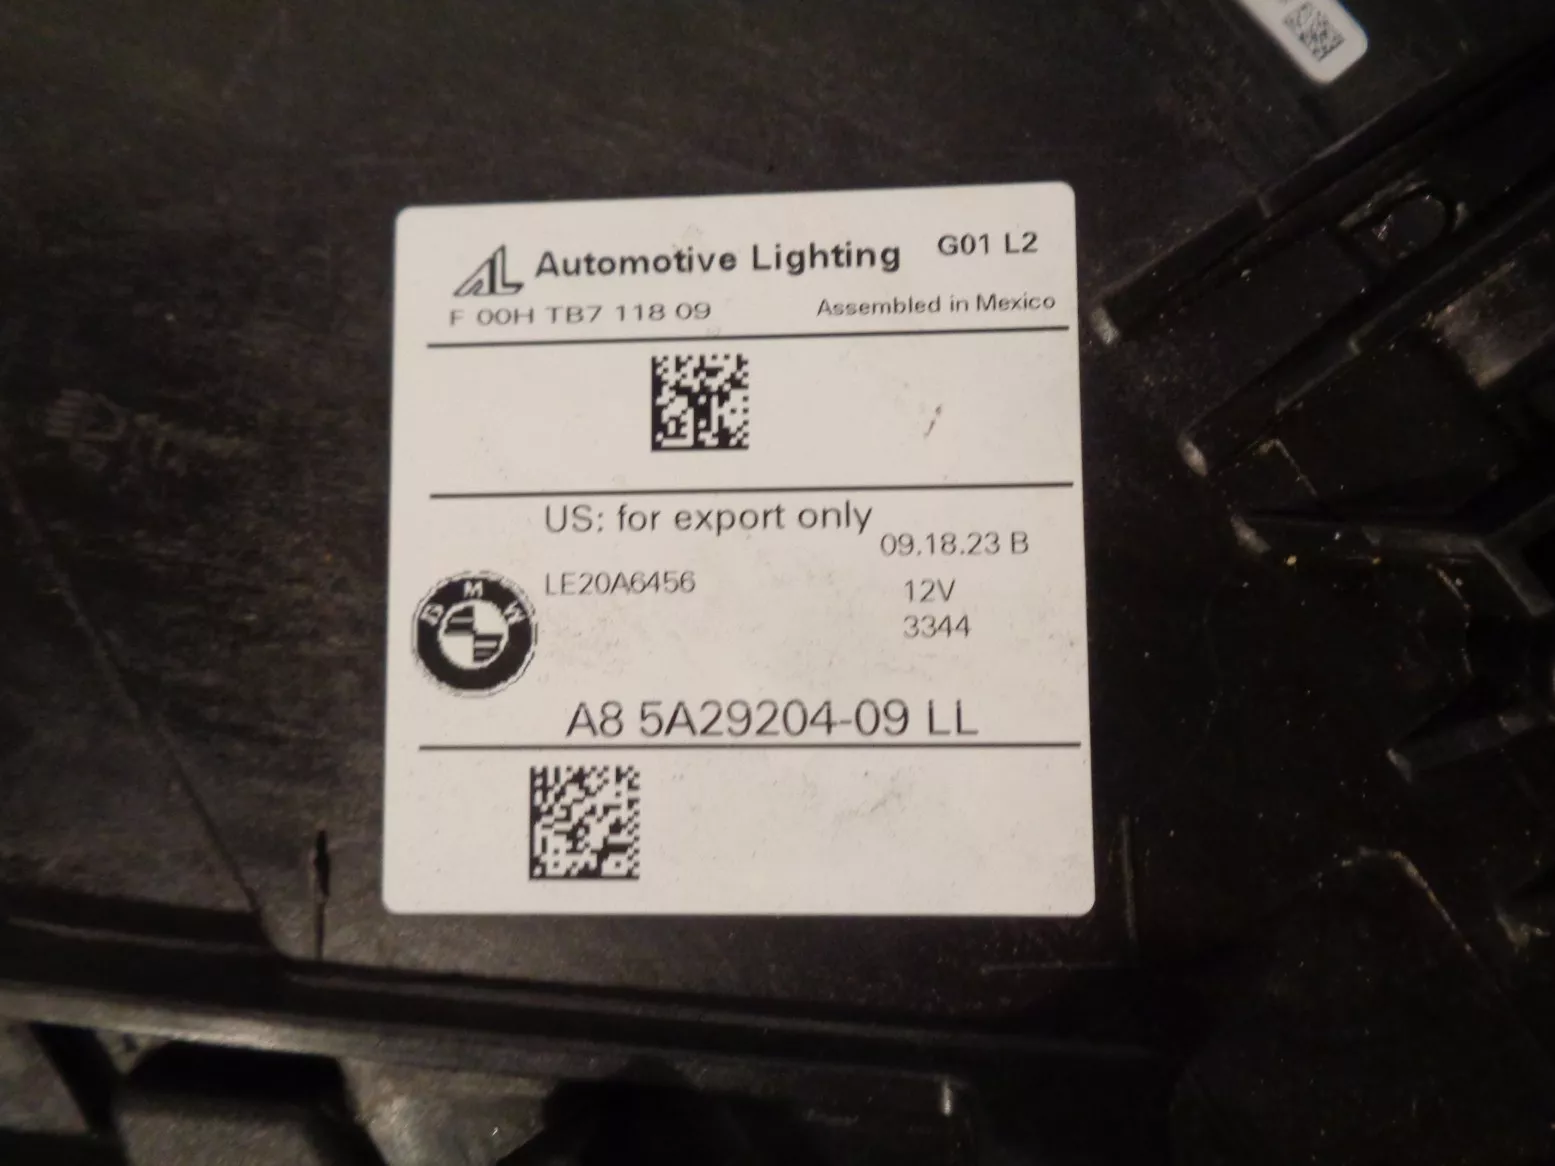 AL Automotive Lighting G01 L2
F 00H TB7 118 09 Assembled in Mexico
US: for export only
09.18.23 B
LE20A6456 12V
3344
BMW
A8 5A29204-09 LL